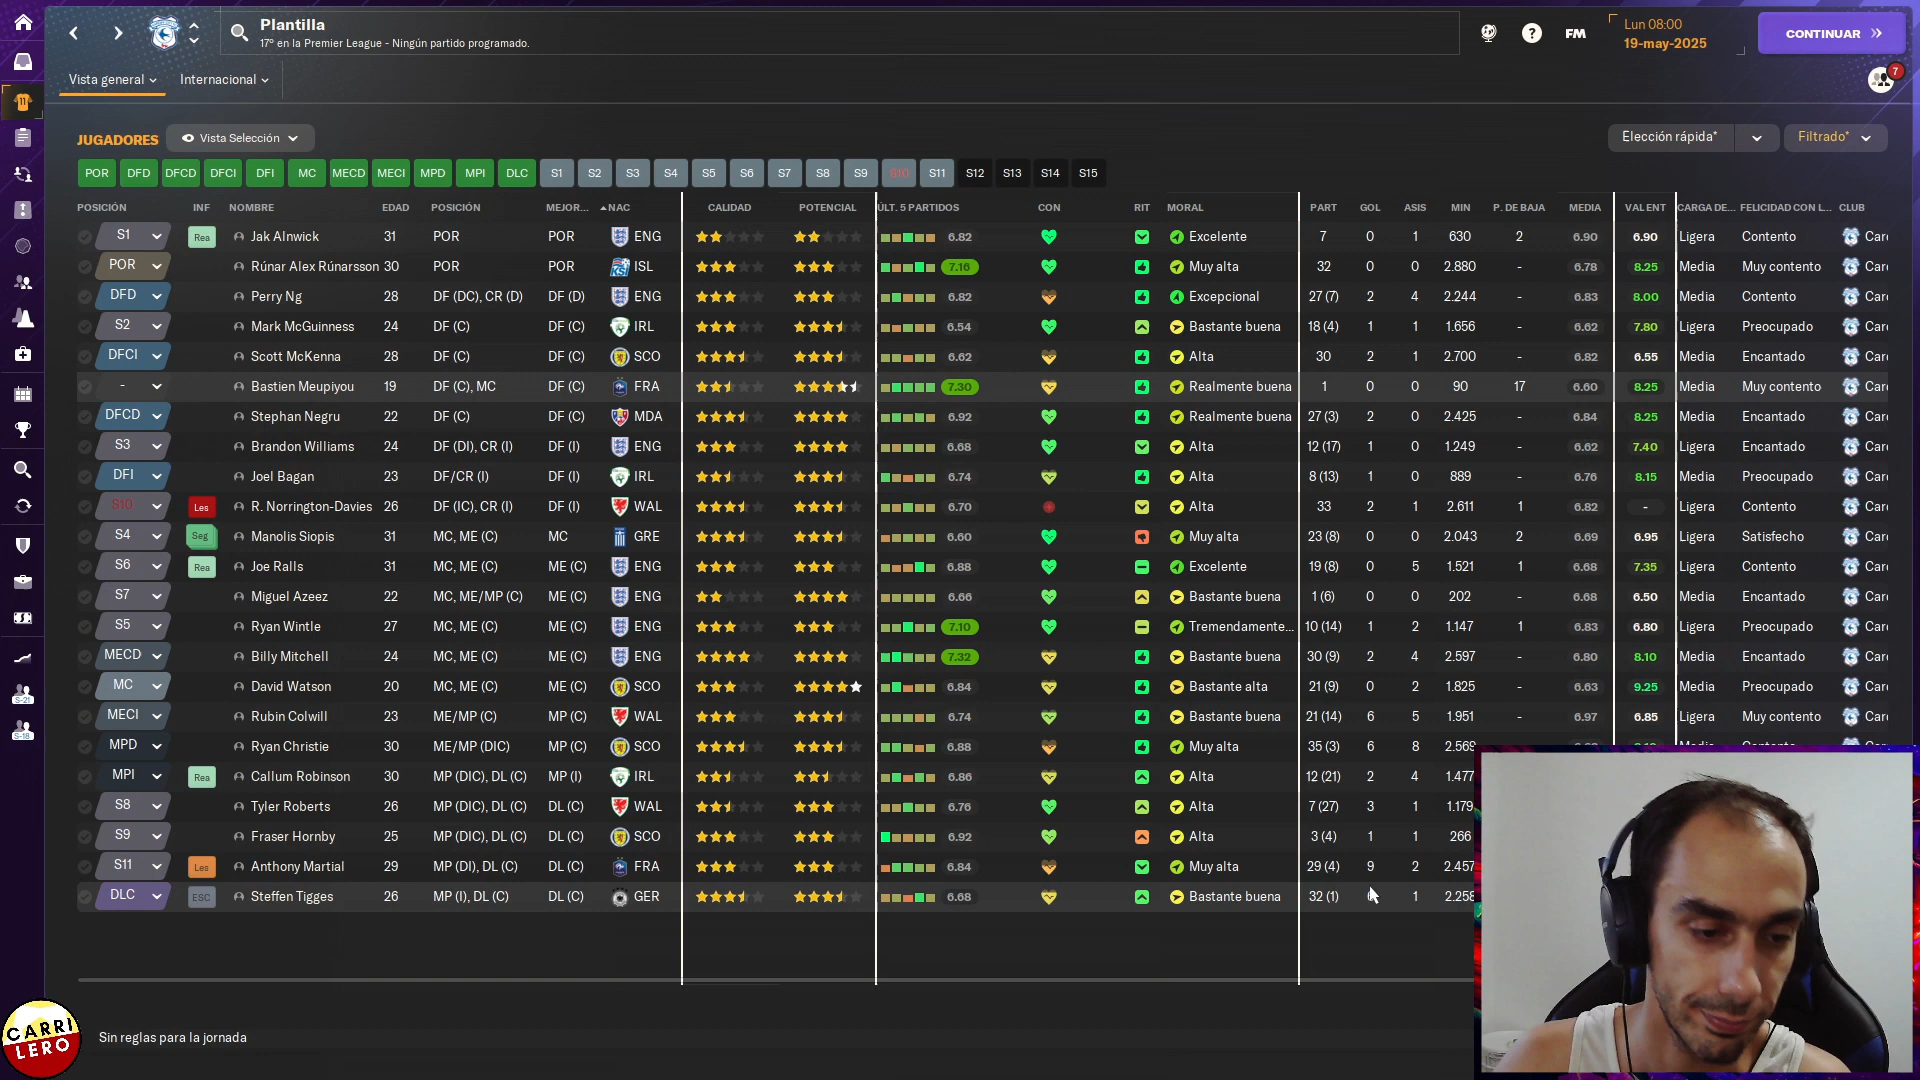 Plantilla
17º en la Premier League - Ningún partido programado.
FM
Lun 08:00
19-may-2025
CONTINUAR
Vista general
Internacional
7
JUGADORES
Vista Selección
Elección rápida*
Filtrado*
POR DFD DFCD DFCI DFI MC MECD MECI MPD MPI DLC S1 S2 S3 S4 S5 S6 S7 S8 S9 S10 S11 S12 S13 S14 S15
POSICIÓN INF NOMBRE EDAD POSICIÓN MEJOR... NAC CALIDAD POTENCIAL ÚLT. 5 PARTIDOS CON RIT MORAL PART GOL ASIS MIN P. DE BAJA MEDIA VAL ENT CARGA DE... FELICIDAD CON L... CLUB
S1 Rea Jak Alnwick 31 POR POR ENG 6.82 Excelente 7 0 1 630 2 6.90 6.90 Ligera Contento Car
POR Rúnar Alex Rúnarsson 30 POR POR ISL 7.16 Muy alta 32 0 0 2.880 - 6.78 8.25 Media Muy contento Car
DFD Perry Ng 28 DF (DC), CR (D) DF (D) ENG 6.82 Excepcional 27 (7) 2 4 2.244 - 6.83 8.00 Media Contento Car
S2 Mark McGuinness 24 DF (C) DF (C) IRL 6.54 Bastante buena 18 (4) 1 1 1.656 - 6.62 7.80 Ligera Preocupado Car
DFCI Scott McKenna 28 DF (C) DF (C) SCO 6.62 Alta 30 2 1 2.700 - 6.82 6.55 Media Encantado Car
- Bastien Meupiyou 19 DF (C), MC DF (C) FRA 7.30 Realmente buena 1 0 0 90 17 6.60 8.25 Media Muy contento Car
DFCD Stephan Negru 22 DF (C) DF (C) MDA 6.92 Realmente buena 27 (3) 2 0 2.425 - 6.84 8.25 Media Encantado Car
S3 Brandon Williams 24 DF (DI), CR (I) DF (I) ENG 6.68 Alta 12 (17) 1 0 1.249 - 6.62 7.40 Ligera Encantado Car
DFI Joel Bagan 23 DF/CR (I) DF (I) IRL 6.74 Alta 8 (13) 1 0 889 - 6.76 8.15 Media Preocupado Car
S10 Les R. Norrington-Davies 26 DF (IC), CR (I) DF (I) WAL 6.70 Alta 33 2 1 2.611 1 6.82 - Ligera Contento Car
S4 Seg Manolis Siopis 31 MC, ME (C) MC GRE 6.60 Muy alta 23 (8) 0 0 2.043 2 6.69 6.95 Ligera Satisfecho Car
S6 Rea Joe Ralls 31 MC, ME (C) ME (C) ENG 6.88 Excelente 19 (8) 0 5 1.521 1 6.68 7.35 Ligera Contento Car
S7 Miguel Azeez 22 MC, ME/MP (C) ME (C) ENG 6.66 Bastante buena 1 (6) 0 0 202 - 6.68 6.50 Ligera Encantado Car
S5 Ryan Wintle 27 MC, ME (C) ME (C) ENG 7.10 Tremendamente... 10 (14) 1 2 1.147 1 6.83 6.80 Ligera Preocupado Car
MECD Billy Mitchell 24 MC, ME (C) ME (C) ENG 7.32 Bastante buena 30 (9) 2 4 2.597 - 6.80 8.10 Media Encantado Car
MC David Watson 20 MC, ME (C) ME (C) SCO 6.84 Bastante alta 21 (9) 0 2 1.825 - 6.63 9.25 Media Preocupado Car
MECI Rubin Colwill 23 ME/MP (C) MP (C) WAL 6.74 Bastante buena 21 (14) 6 5 1.951 - 6.97 6.85 Ligera Muy contento Car
MPD Ryan Christie 30 ME/MP (DIC) MP (C) SCO 6.88 Muy alta 35 (3) 6 8 2.569
MPI Rea Callum Robinson 30 MP (DIC), DL (C) MP (I) IRL 6.86 Alta 12 (21) 2 4 1.477
S8 Tyler Roberts 26 MP (DIC), DL (C) DL (C) WAL 6.76 Alta 7 (27) 3 1 1.179
S9 Fraser Hornby 25 MP (DIC), DL (C) DL (C) SCO 6.92 Alta 3 (4) 1 1 266
S11 Les Anthony Martial 29 MP (DI), DL (C) DL (C) FRA 6.84 Muy alta 29 (4) 9 2 2.457
DLC ESC Steffen Tigges 26 MP (I), DL (C) DL (C) GER 6.68 Bastante buena 32 (1) 1 2.258
Sin reglas para la jornada
CARRI
LERO
S-21
S-18